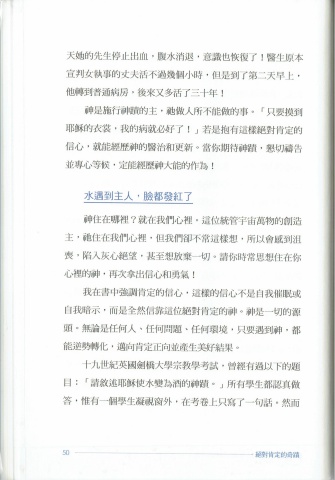 天她的先生停止出血，腹水消退，意識也恢復了！醫生原本
宣判女執事的丈夫活不過幾個小時，但是到了第二天早上，
他轉到普通病房，後來又多活了三十年！
神是施行神蹟的主，祂做人所不能做的事。「只要摸到
耶穌的衣裳，我的病就必好了！」若是抱有這樣絕對肯定的
信心，就能經歷神的醫治和更新。當你期待神蹟，懇切禱告
並專心等候，定能經歷神大能的作為！
水遇到主人，臉都發紅了
神住在哪裡？就在我們心裡。這位統管宇宙萬物的創造
主，祂住在我們心裡，但我們卻不常這樣想，所以會感到沮
喪，陷入灰心絕望，甚至想放棄一切。請你時常思想住在你
心裡的神，再次拿出信心和勇氣！
我在書中強調肯定的信心，這樣的信心不是自我催眠或
自我暗示，而是全然信靠這位絕對肯定的神。神是一切的源
頭。無論是任何人、任何問題、任何環境，只要遇到神，都
能逆勢轉化，邁向肯定正向並產生美好結果。
十九世紀英國劍橋大學宗教學考試，曾經有過以下的題
目：「請敘述耶穌使水變為酒的神蹟。」所有學生都認真做
答，惟有一個學生凝視窗外，在考卷上只寫了一句話，然而
50
絕對肯定的奇蹟